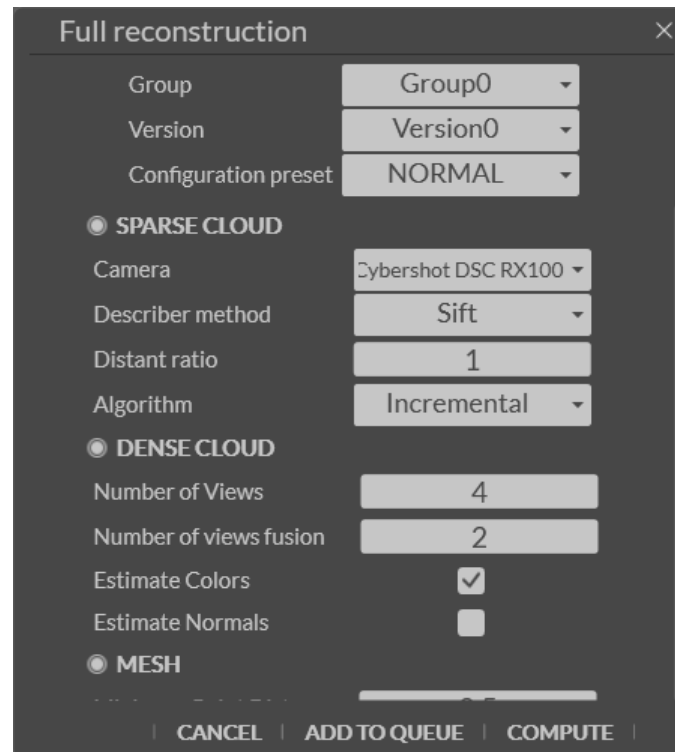 Full reconstruction
Group Group0
Version Version0
Configuration preset NORMAL
SPARSE CLOUD
Camera Cybershot DSC RX100
Describer method Sift
Distant ratio 1
Algorithm Incremental
DENSE CLOUD
Number of Views 4
Number of views fusion 2
Estimate Colors
Estimate Normals
MESH
CANCEL ADD TO QUEUE COMPUTE